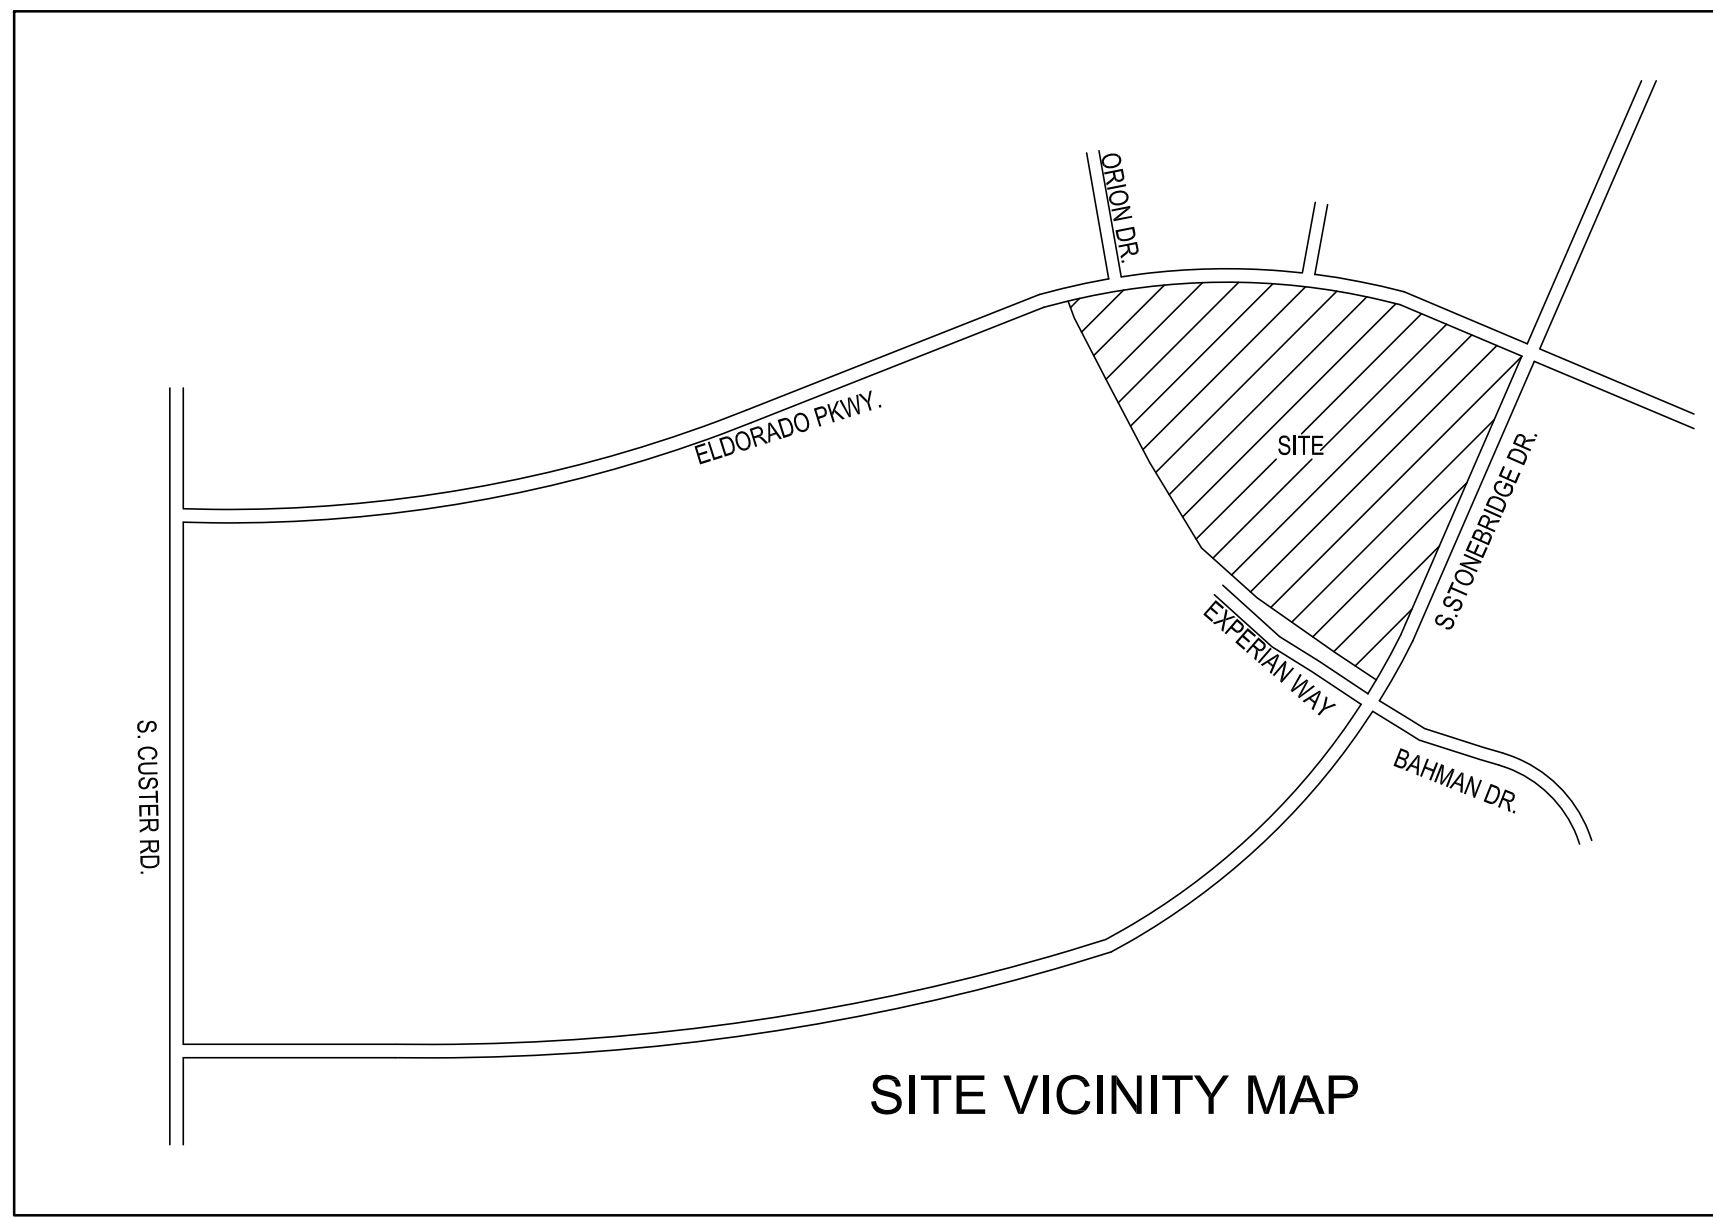 ORION DR.
ELDORADO PKWY.
SITE
S.STONEBRIDGE DR.
EXPERIAN WAY
S. CUSTER RD.
BAHMAN DR.
SITE VICINITY MAP